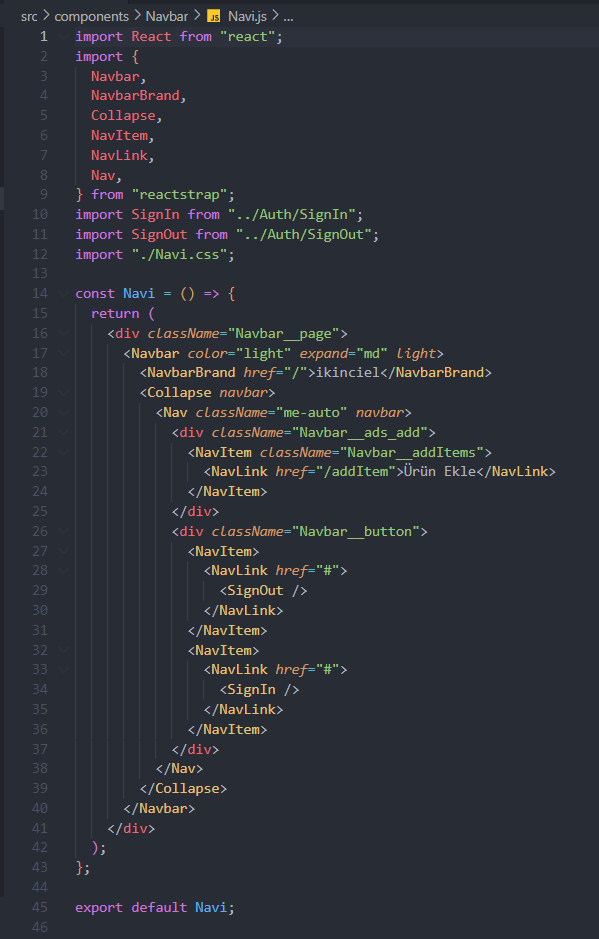 src > components > Navbar > JS Navi.js > ...
1 import React from "react";
2 import {
3 Navbar,
4 NavbarBrand,
5 Collapse,
6 NavItem,
7 NavLink,
8 Nav,
9 } from "reactstrap";
10 import SignIn from "../Auth/SignIn";
11 import SignOut from "../Auth/SignOut";
12 import "./Navi.css";
13
14 const Navi = () => {
15 return (
16 <div className="Navbar__page">
17 <Navbar color="light" expand="md" light>
18 <NavbarBrand href="/">ikinciel</NavbarBrand>
19 <Collapse navbar>
20 <Nav className="me-auto" navbar>
21 <div className="Navbar__ads_add">
22 <NavItem className="Navbar__addItems">
23 <NavLink href="/addItem">Ürün Ekle</NavLink>
24 </NavItem>
25 </div>
26 <div className="Navbar__button">
27 <NavItem>
28 <NavLink href="#">
29 <SignOut />
30 </NavLink>
31 </NavItem>
32 <NavItem>
33 <NavLink href="#">
34 <SignIn />
35 </NavLink>
36 </NavItem>
37 </div>
38 </Nav>
39 </Collapse>
40 </Navbar>
41 </div>
42 );
43 };
44
45 export default Navi;
46